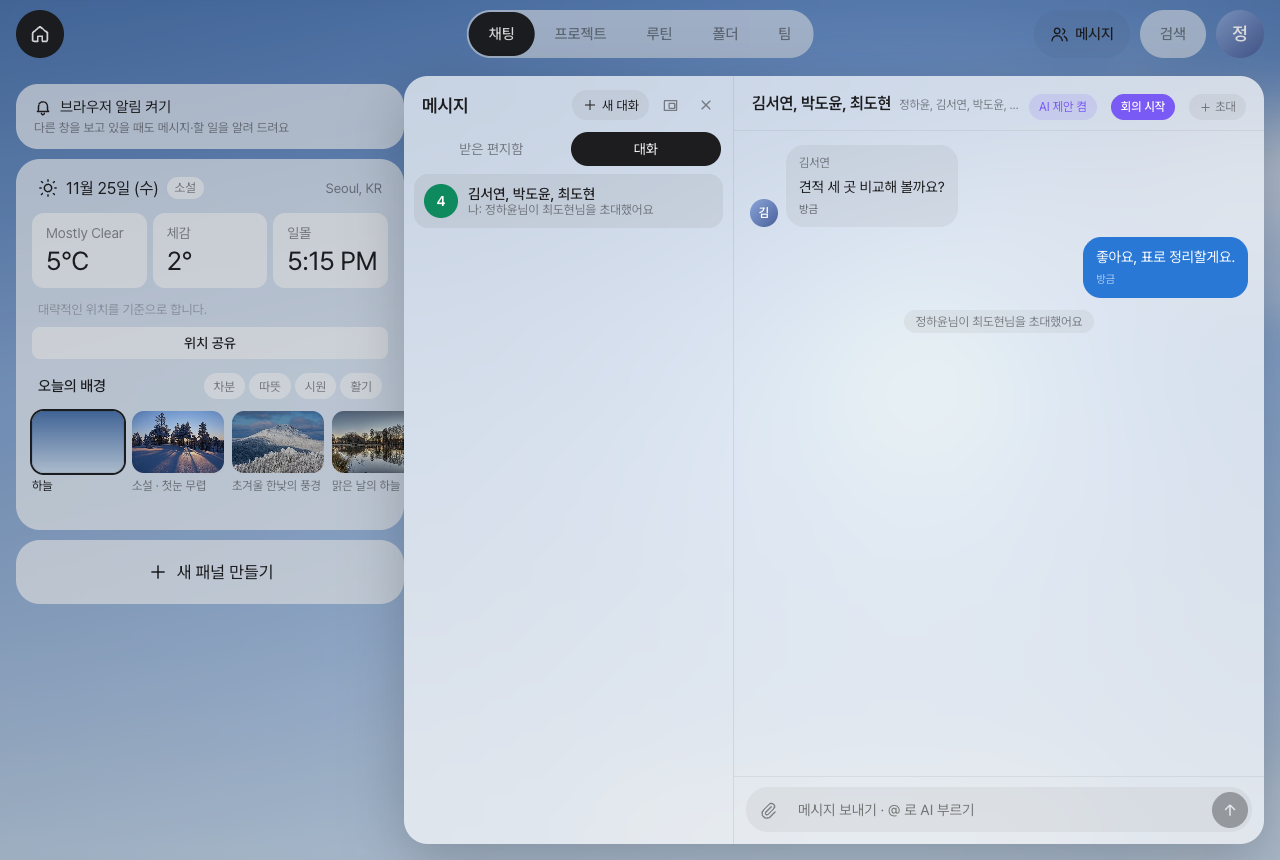 채팅
프로젝트
루틴
폴더
팀
메시지
검색
정
브라우저 알림 켜기
다른 창을 보고 있을 때도 메시지·할 일을 알려 드려요
11월 25일 (수)
소설
Seoul, KR
Mostly Clear
5°C
체감
2°
일몰
5:15 PM
대략적인 위치를 기준으로 합니다.
위치 공유
오늘의 배경
차분
따뜻
시원
활기
하늘
소설 · 첫눈 무렵
초겨울 한낮의 풍경
맑은 날의 하늘
새 패널 만들기
메시지
새 대화
받은 편지함
대화
4
김서연, 박도윤, 최도현
나: 정하윤님이 최도현님을 초대했어요
김서연, 박도윤, 최도현
정하윤, 김서연, 박도윤, ...
AI 제안 켬
회의 시작
초대
김서연
견적 세 곳 비교해 볼까요?
방금
김
좋아요, 표로 정리할게요.
방금
정하윤님이 최도현님을 초대했어요
메시지 보내기 · @ 로 AI 부르기